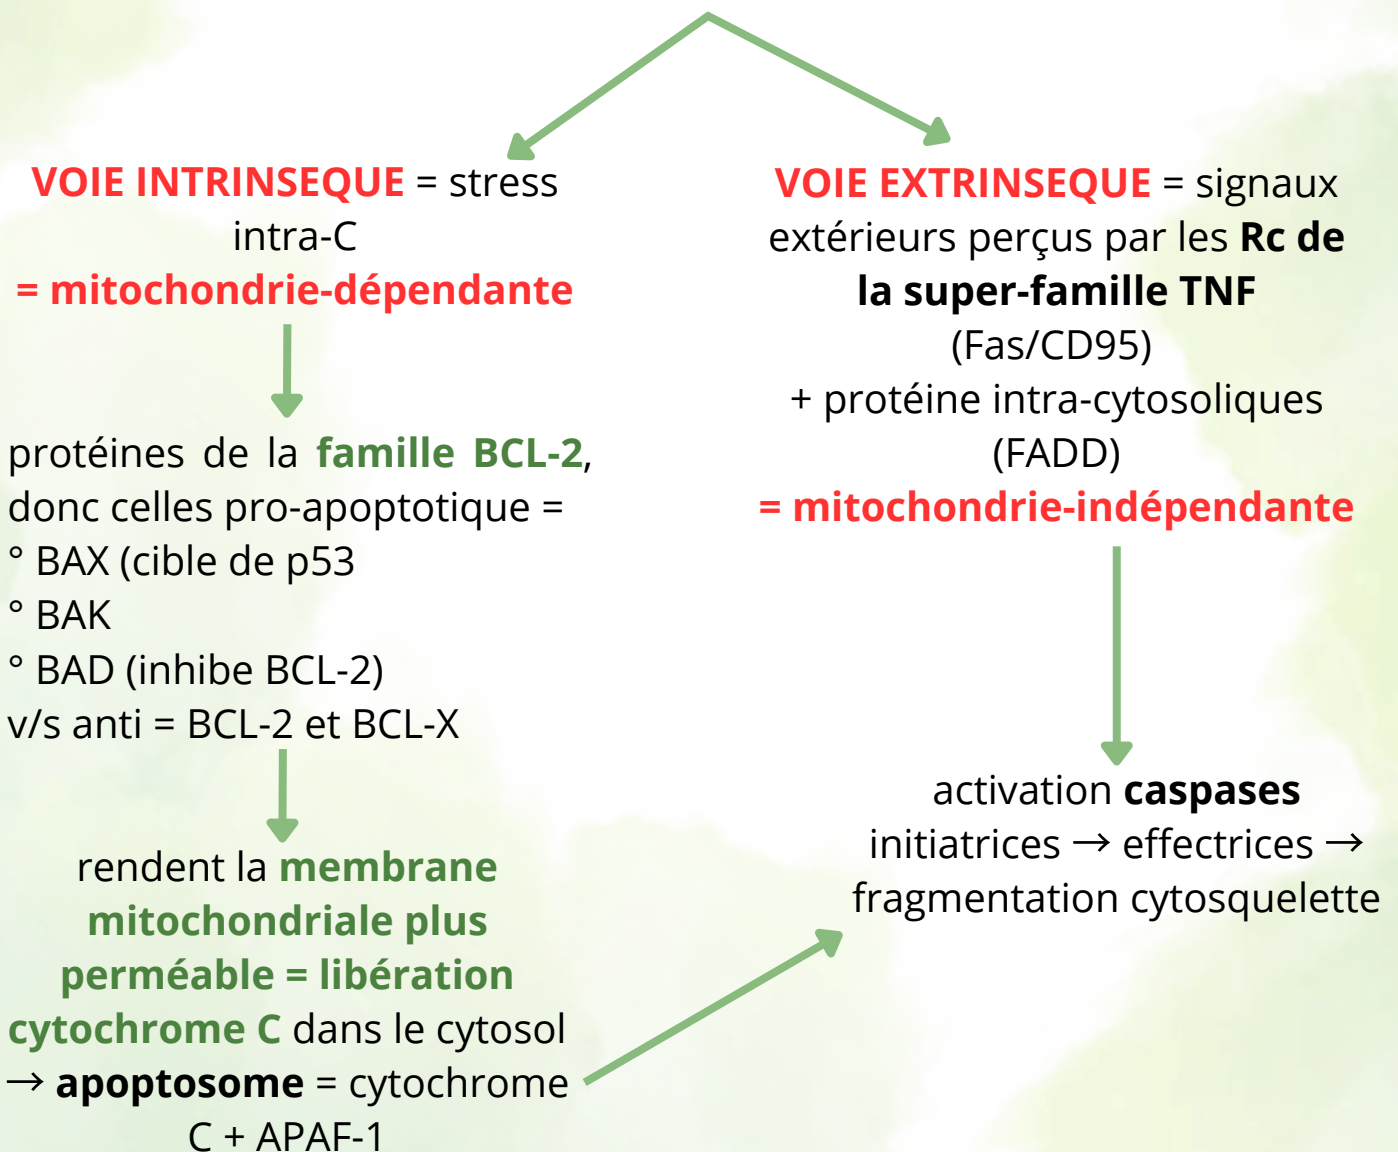 VOIE INTRINSEQUE = stress
intra-C
= mitochondrie-dépendante
protéines de la famille BCL-2,
donc celles pro-apoptotique =
° BAX (cible de p53
° BAK
° BAD (inhibe BCL-2)
v/s anti = BCL-2 et BCL-X
rendent la membrane
mitochondriale plus
perméable = libération
cytochrome C dans le cytosol
→ apoptosome = cytochrome
C + APAF-1
VOIE EXTRINSEQUE = signaux
extérieurs perçus par les Rc de
la super-famille TNF
(Fas/CD95)
+ protéine intra-cytosoliques
(FADD)
= mitochondrie-indépendante
activation caspases
initiatrices → effectrices →
fragmentation cytosquelette